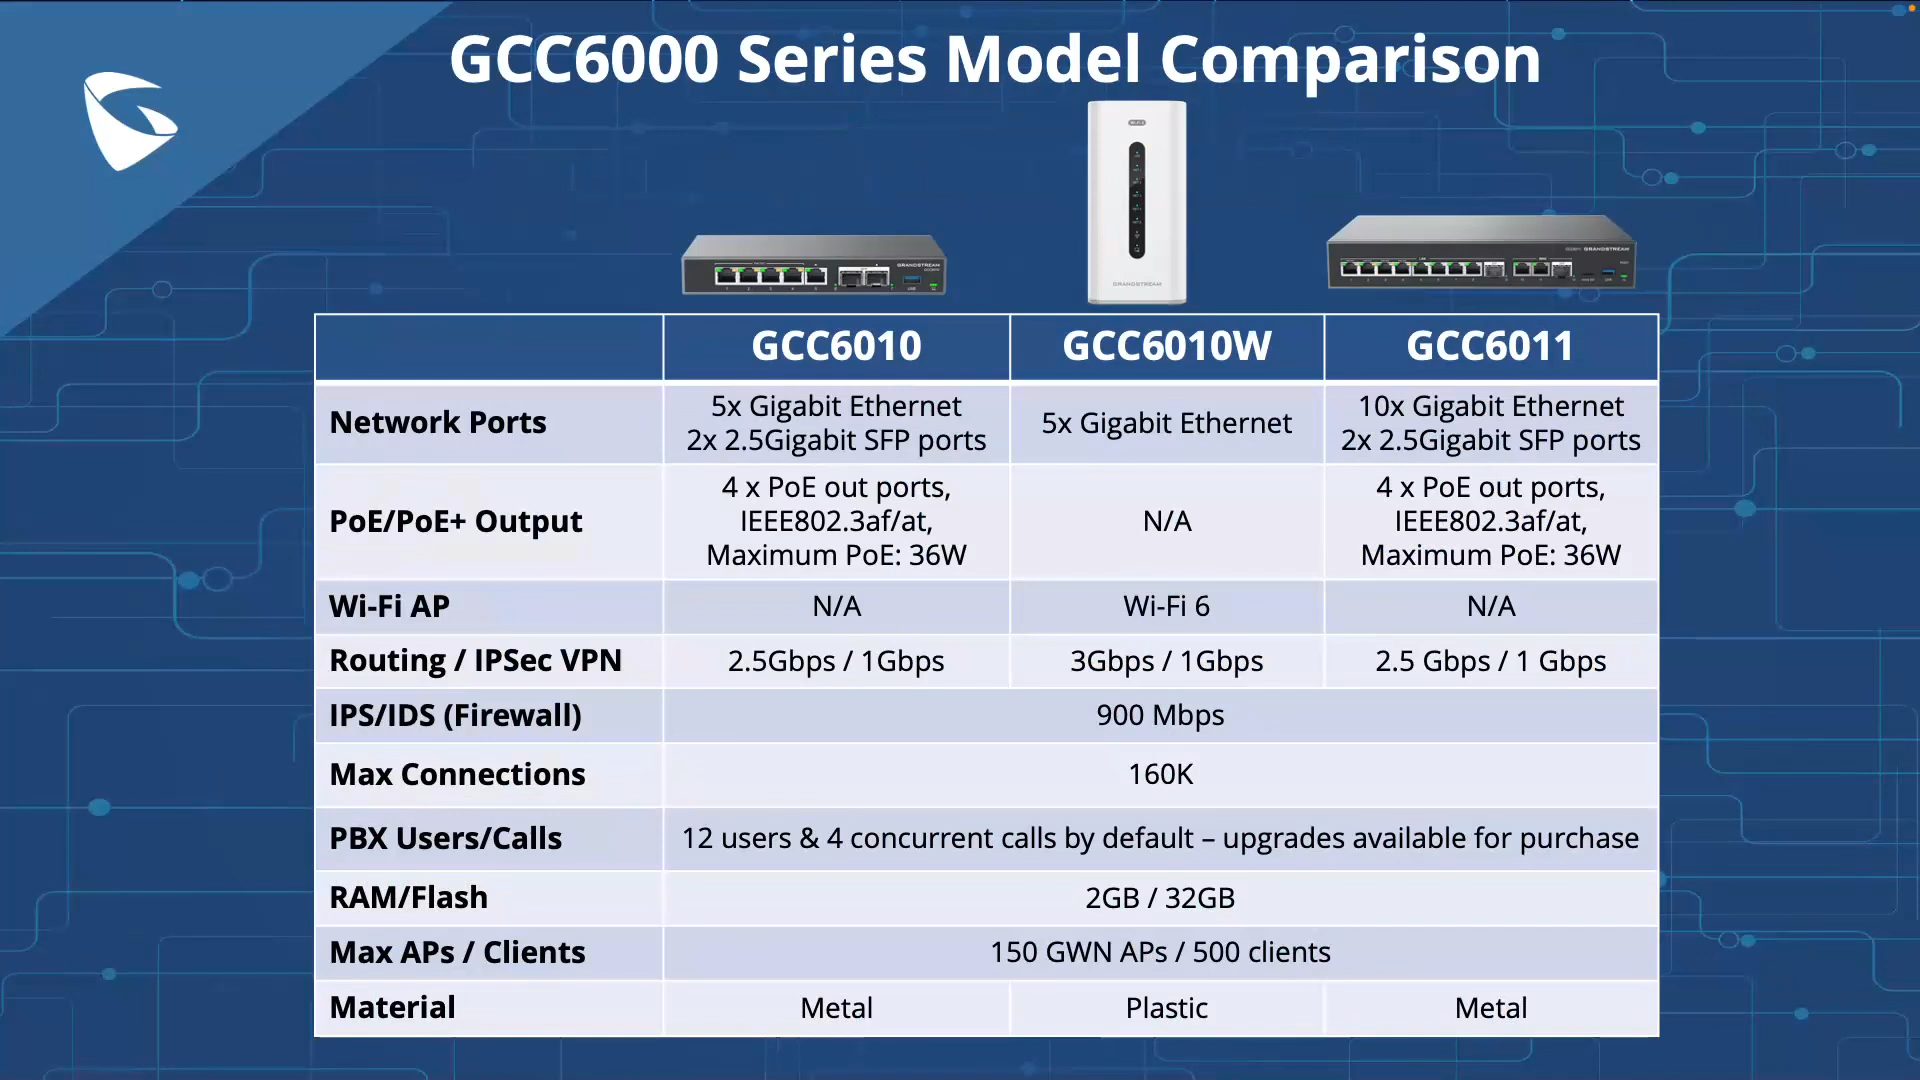 GCC6000 Series Model Comparison
GRANDSTREAM
GRANDSTREAM
GRANDSTREAM
GCC6010 GCC6010W GCC6011
Network Ports
5x Gigabit Ethernet
2x 2.5Gigabit SFP ports
5x Gigabit Ethernet
10x Gigabit Ethernet
2x 2.5Gigabit SFP ports
PoE/PoE+ Output
4 x PoE out ports,
IEEE802.3af/at,
Maximum PoE: 36W
N/A
4 x PoE out ports,
IEEE802.3af/at,
Maximum PoE: 36W
Wi-Fi AP N/A Wi-Fi 6 N/A
Routing / IPSec VPN 2.5Gbps / 1Gbps 3Gbps / 1Gbps 2.5 Gbps / 1 Gbps
IPS/IDS (Firewall) 900 Mbps
Max Connections 160K
PBX Users/Calls 12 users & 4 concurrent calls by default – upgrades available for purchase
RAM/Flash 2GB / 32GB
Max APs / Clients 150 GWN APs / 500 clients
Material Metal Plastic Metal